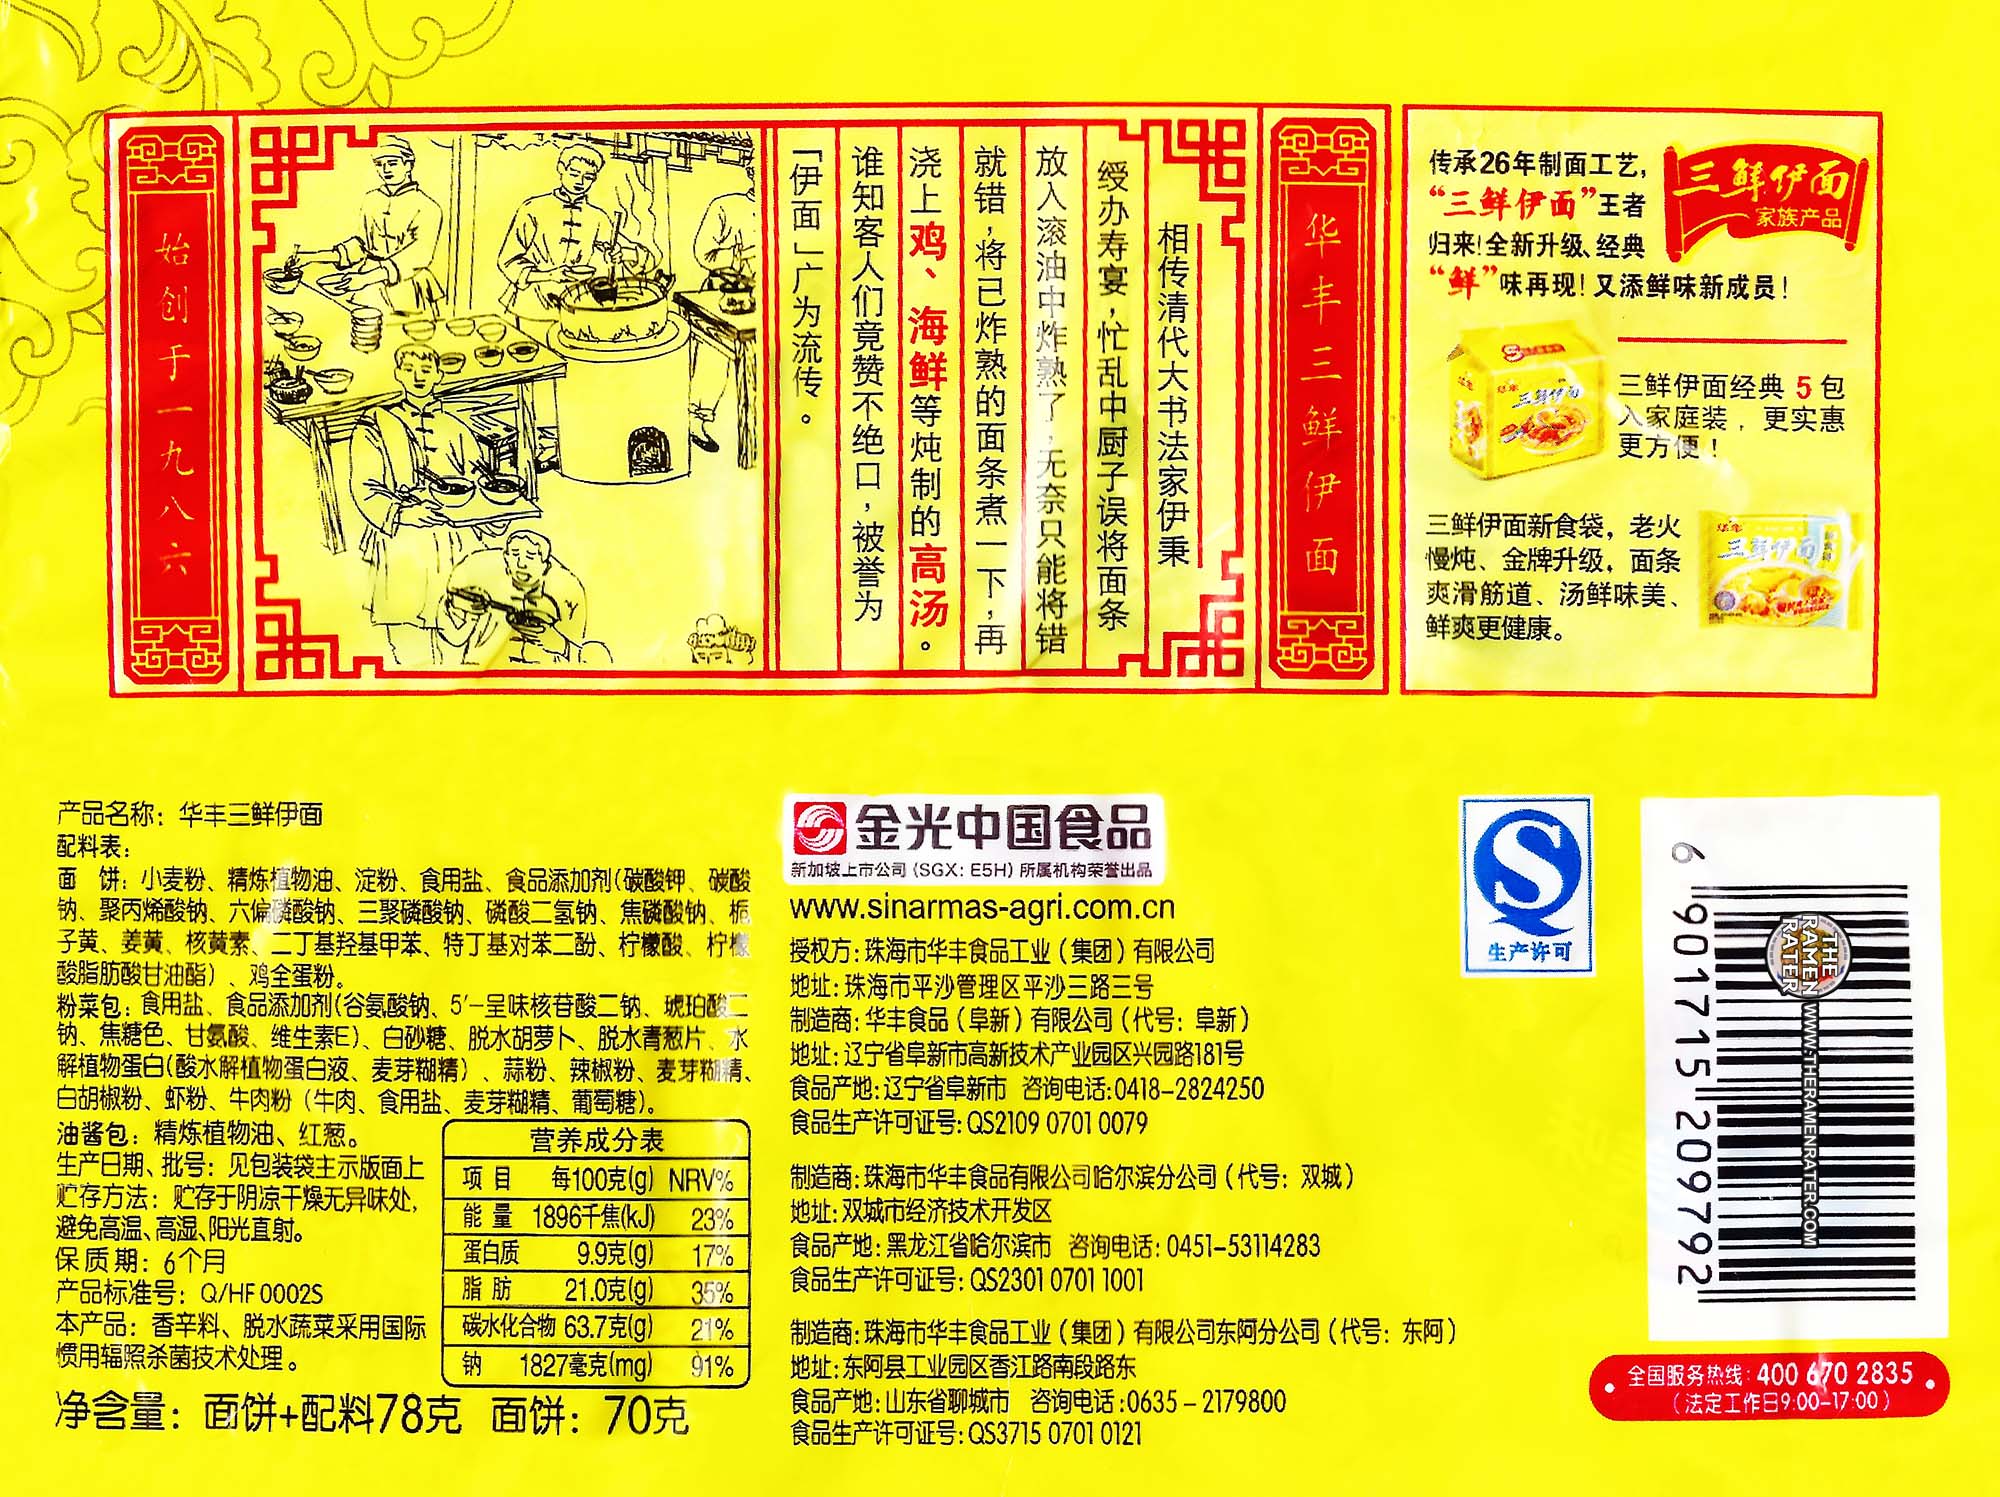 始创于一九八六
相传清代大书法家伊秉
绶办寿宴，忙乱中厨子误将面条
放入滚油中炸熟了，无奈只能将错
就错，将已炸熟的面条煮一下，再
浇上鸡、海鲜等炖制的高汤。
谁知客人们竟赞不绝口，被誉为
「伊面」广为流传。
华丰三鲜伊面
传承26年制面工艺，
“三鲜伊面”王者
归来!全新升级、经典
“鲜”味再现! 又添鲜味新成员!
三鲜伊面
家族产品
三鲜伊面经典 5 包
入家庭装，更实惠
更方便！
三鲜伊面
三鲜伊面新食袋，老火
慢炖、金牌升级，面条
爽滑筋道、汤鲜味美、
鲜爽更健康。
三鲜伊面
产品名称：华丰三鲜伊面
配料表：
面 饼：小麦粉、精炼植物油、淀粉、食用盐、食品添加剂(碳酸钾、碳酸
钠、聚丙烯酸钠、六偏磷酸钠、三聚磷酸钠、磷酸二氢钠、焦磷酸钠、栀
子黄、姜黄、核黄素、二丁基羟基甲苯、特丁基对苯二酚、柠檬酸、柠檬
酸脂肪酸甘油酯）、鸡全蛋粉。
粉菜包：食用盐、食品添加剂(谷氨酸钠、5′-呈味核苷酸二钠、琥珀酸二
钠、焦糖色、甘氨酸、维生素E)、白砂糖、脱水胡萝卜、脱水青葱片、水
解植物蛋白(酸水解植物蛋白液、麦芽糊精）、蒜粉、辣椒粉、麦芽糊精、
白胡椒粉、虾粉、牛肉粉（牛肉、食用盐、麦芽糊精、葡萄糖）。
油酱包：精炼植物油、红葱。
生产日期、批号：见包装袋主示版面上
贮存方法：贮存于阴凉干燥无异味处，
避免高温、高湿、阳光直射。
保质期：6个月
产品标准号：Q/HF 0002S
本产品：香辛料、脱水蔬菜采用国际
惯用辐照杀菌技术处理。
营养成分表
项目 每100克(g) NRV%
能量 1896千焦(kJ) 23%
蛋白质 9.9克(g) 17%
脂肪 21.0克(g) 35%
碳水化合物 63.7克(g) 21%
钠 1827毫克(mg) 91%
净含量：面饼+配料78克 面饼：70克
金光中国食品
新加坡上市公司 (SGX: E5H) 所属机构荣誉出品
www.sinarmas-agri.com.cn
授权方：珠海市华丰食品工业（集团）有限公司
地址：珠海市平沙管理区平沙三路三号
制造商：华丰食品（阜新）有限公司（代号：阜新）
地址：辽宁省阜新市高新技术产业园区兴园路181号
食品产地：辽宁省阜新市 咨询电话：0418-2824250
食品生产许可证号：QS2109 0701 0079
制造商：珠海市华丰食品有限公司哈尔滨分公司（代号：双城）
地址：双城市经济技术开发区
食品产地：黑龙江省哈尔滨市 咨询电话：0451-53114283
食品生产许可证号：QS2301 0701 1001
制造商：珠海市华丰食品工业（集团）有限公司东阿分公司（代号：东阿）
地址：东阿县工业园区香江路南段路东
食品产地：山东省聊城市 咨询电话：0635-2179800
食品生产许可证号：QS3715 0701 0121
生产许可
6 901715 209792
THE RAMEN RATER
WWW.THERAMENRATER.COM
全国服务热线：400 670 2835
（法定工作日9:00-17:00）